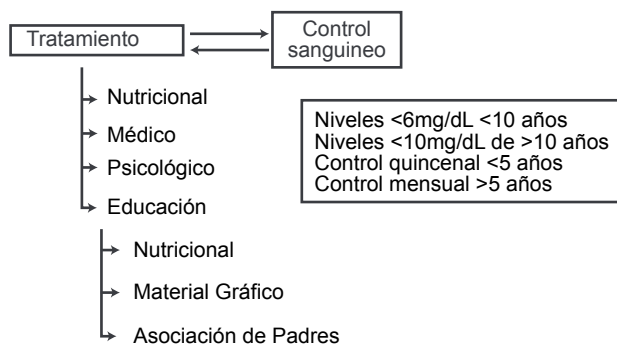 Tratamiento
Control
sanguineo
Nutricional
Médico
Psicológico
Educación
Nutricional
Material Gráfico
Asociación de Padres
Niveles <6mg/dL <10 años
Niveles <10mg/dL de >10 años
Control quincenal <5 años
Control mensual >5 años